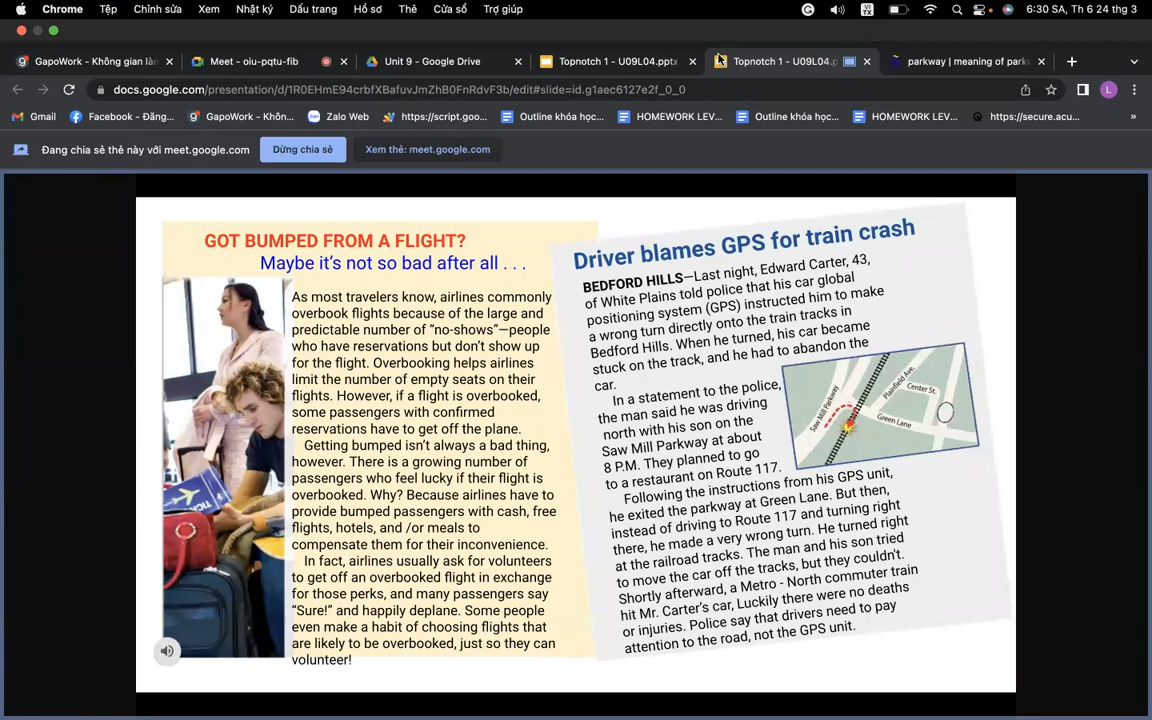 Chrome Tệp Chỉnh sửa Xem Nhật ký Dấu trang Hồ sơ Thẻ Cửa sổ Trợ giúp 6:30 SA, Th 6 24 thg 3
GapoWork - Không gian làn Meet - oiu-pqtu-fib Unit 9 - Google Drive Topnotch 1 - U09L04.pptx Topnotch 1 - U09L04.p parkway | meaning of park
docs.google.com/presentation/d/1R0EHmE94crbfXBafuvJmZhB0FnRdvF3b/edit#slide=id.g1aec6127e2f_0_0
Gmail Facebook - Đăng... GapoWork - Khôn... Zalo Web https://script.goo... Outline khóa học... HOMEWORK LEV... Outline khóa học... HOMEWORK LEV... https://secure.acu... »
Đang chia sẻ thẻ này với meet.google.com Dừng chia sẻ Xem thẻ: meet.google.com
GOT BUMPED FROM A FLIGHT?
Maybe it’s not so bad after all . . .
As most travelers know, airlines commonly
overbook flights because of the large and
predictable number of “no-shows”—people
who have reservations but don’t show up
for the flight. Overbooking helps airlines
limit the number of empty seats on their
flights. However, if a flight is overbooked,
some passengers with confirmed
reservations have to get off the plane.
Getting bumped isn’t always a bad thing,
however. There is a growing number of
passengers who feel lucky if their flight is
overbooked. Why? Because airlines have to
provide bumped passengers with cash, free
flights, hotels, and /or meals to
compensate them for their inconvenience.
In fact, airlines usually ask for volunteers
to get off an overbooked flight in exchange
for those perks, and many passengers say
“Sure!” and happily deplane. Some people
even make a habit of choosing flights that
are likely to be overbooked, just so they can
volunteer!
TICKET
Driver blames GPS for train crash
BEDFORD HILLS—Last night, Edward Carter, 43,
of White Plains told police that his car global
positioning system (GPS) instructed him to make
a wrong turn directly onto the train tracks in
Bedford Hills. When he turned, his car became
stuck on the track, and he had to abandon the
car.
In a statement to the police,
the man said he was driving
north with his son on the
Saw Mill Parkway at about
8 P.M. They planned to go
to a restaurant on Route 117.
Following the instructions from his GPS unit,
he exited the parkway at Green Lane. But then,
instead of driving to Route 117 and turning right
there, he made a very wrong turn. He turned right
at the railroad tracks. The man and his son tried
to move the car off the tracks, but they couldn't.
Shortly afterward, a Metro - North commuter train
hit Mr. Carter’s car, Luckily there were no deaths
or injuries. Police say that drivers need to pay
attention to the road, not the GPS unit.
Saw Mill Parkway
Plainfield Ave.
Center St.
Green Lane